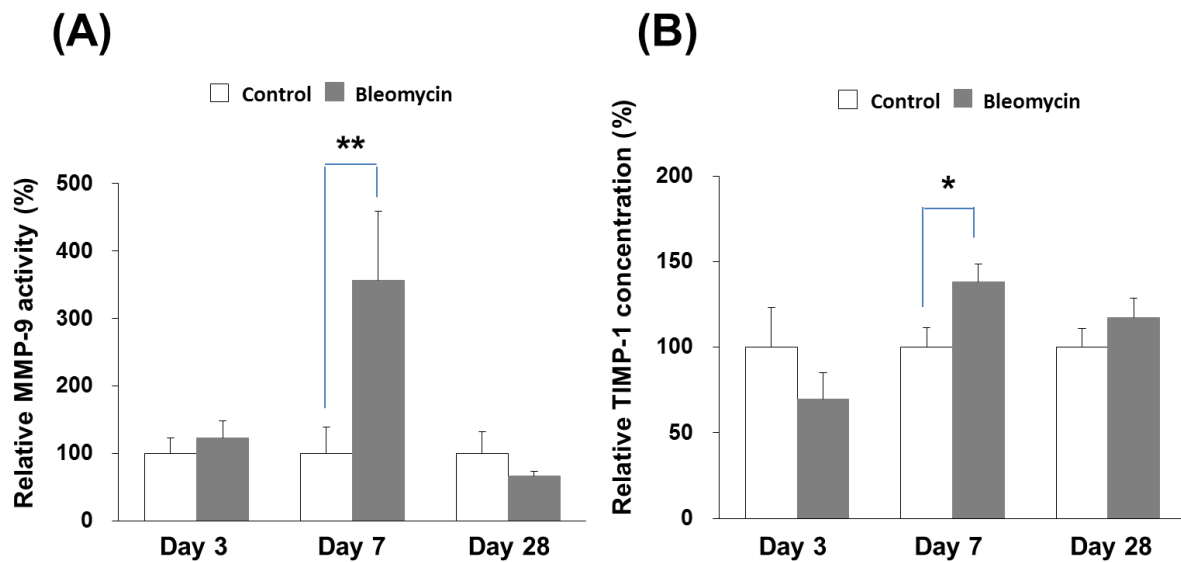 (A)
Control Bleomycin
**
Relative MMP-9 activity (%)
500
400
300
200
100
0
Day 3 Day 7 Day 28
(B)
Control Bleomycin
*
Relative TIMP-1 concentration (%)
200
150
100
50
0
Day 3 Day 7 Day 28